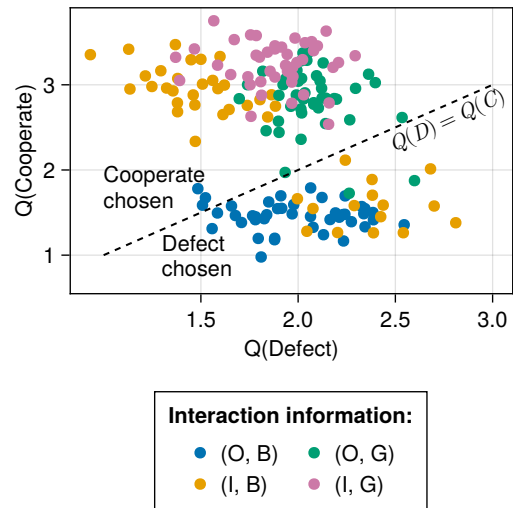 Q(Cooperate)
3
2
1
Cooperate
chosen
Defect
chosen
Q(D) = Q(C)
1.5 2.0 2.5 3.0
Q(Defect)
Interaction information:
(O, B) (O, G)
(I, B) (I, G)